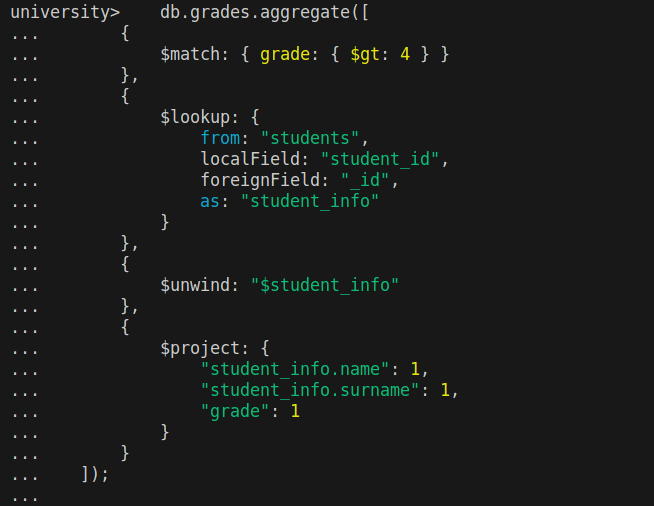 university>    db.grades.aggregate([
...        {
...            $match: { grade: { $gt: 4 } }
...        },
...        {
...            $lookup: {
...                from: "students",
...                localField: "student_id",
...                foreignField: "_id",
...                as: "student_info"
...            }
...        },
...        {
...            $unwind: "$student_info"
...        },
...        {
...            $project: {
...                "student_info.name": 1,
...                "student_info.surname": 1,
...                "grade": 1
...            }
...        }
...    ]);
...